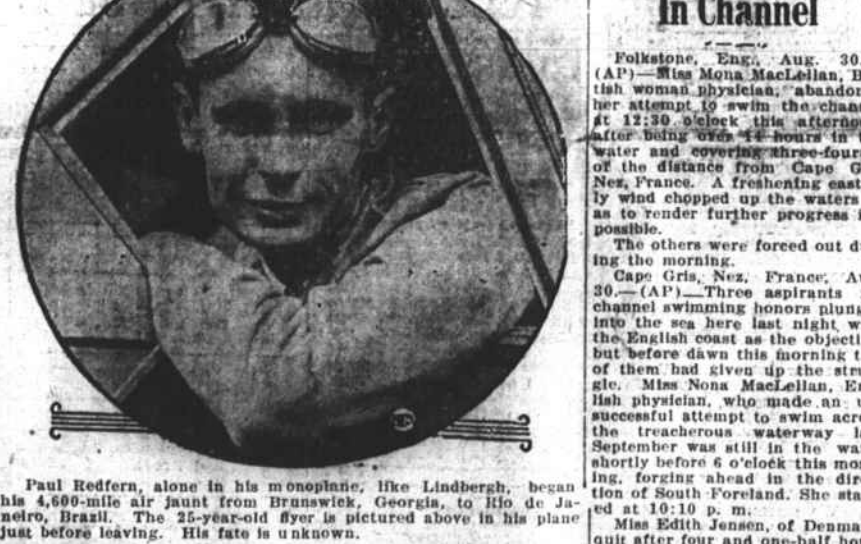 Paul Redfern, alone in his monoplane, like Lindbergh, began
his 4,600-mile air jaunt from Brunswick, Georgia, to Rio de Ja-
neiro, Brazil. The 25-year-old flyer is pictured above in his plane
just before leaving. His fate is unknown.
In Channel
Folkstone, Eng., Aug. 30.
(AP)—Miss Mona MacLellan, B
tish woman physician, abandon
her attempt to swim the chann
at 12:30 o'clock this afternoo
after being over 14 hours in
water and covering three-four
of the distance from Cape G
Nez, France. A freshening east
ly wind chopped up the waters
as to render further progress i
possible.
The others were forced out d
ing the morning.
Cape Gris, Nez, France, Au
30.—(AP)—Three aspirants
channel swimming honors plung
into the sea here last night, w
the English coast as the objecti
but before dawn this morning t
of them had given up the stru
gle. Miss Nona MacLellan, En
lish physician, who made an u
successful attempt to swim acr
the treacherous waterway l
September was still in the wa
shortly before 6 o'clock this mo
ing, forging ahead in the dir
tion of South Foreland. She sta
ed at 10:10 p. m.
Miss Edith Jensen, of Denma
quit after four and one-half hou